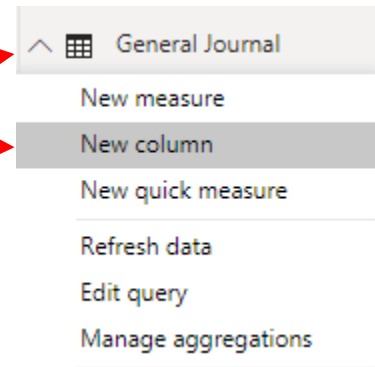 General Journal
New measure
New column
New quick measure
Refresh data
Edit query
Manage aggregations